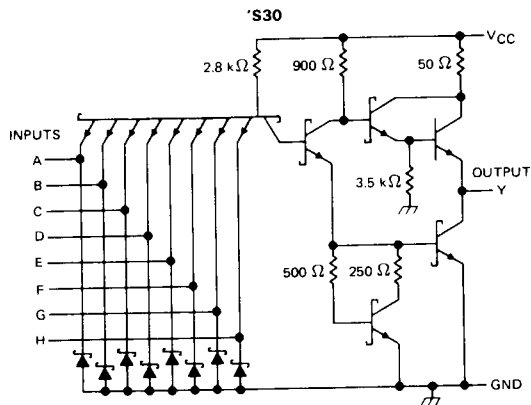 'S30
VCC
2.8 kΩ
900 Ω
50 Ω
INPUTS
A
B
C
D
E
F
G
H
3.5 kΩ
OUTPUT
Y
500 Ω
250 Ω
GND